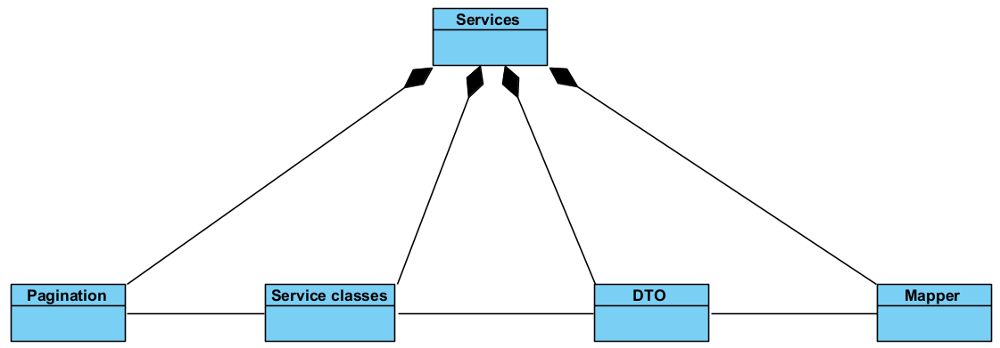 Services
Pagination
Service classes
DTO
Mapper